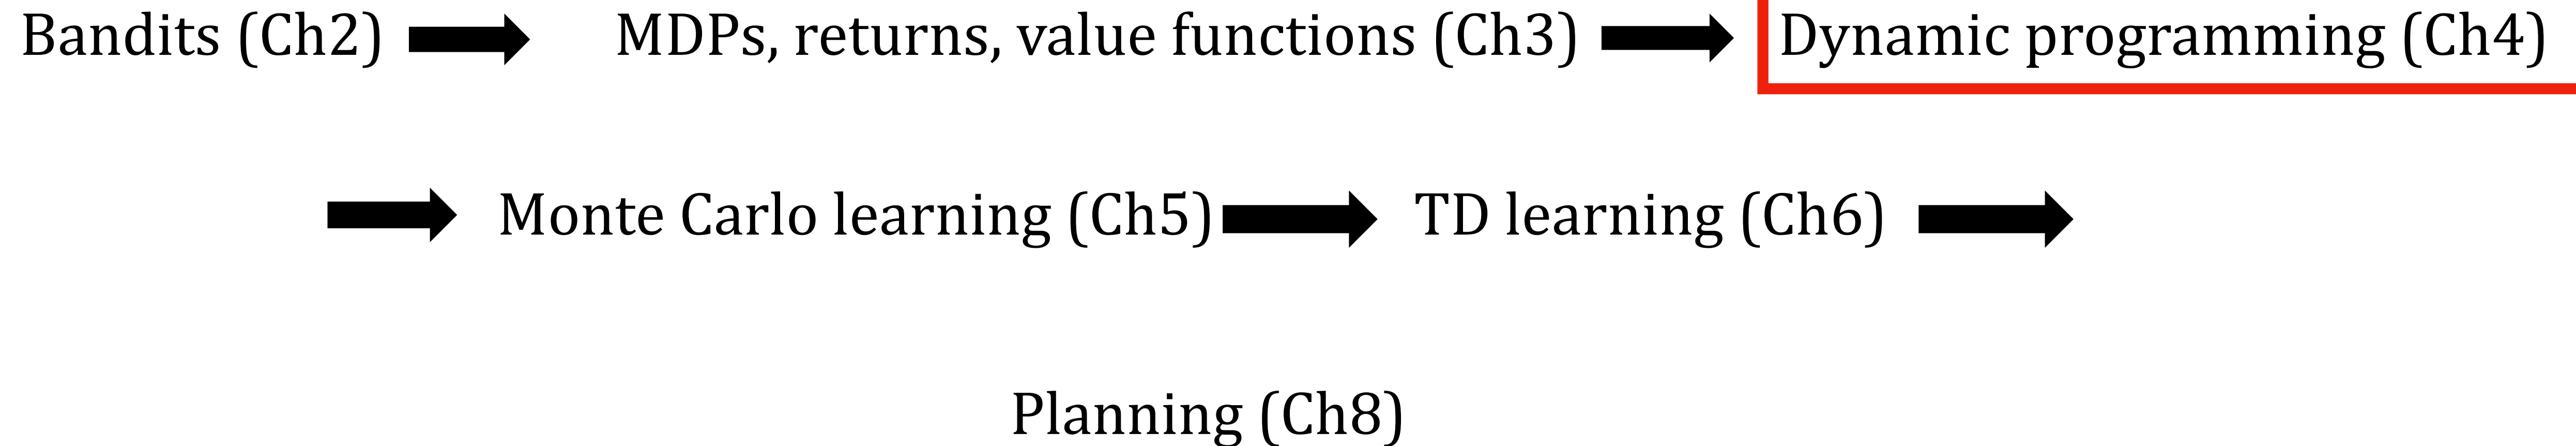 Bandits (Ch2) MDPs, returns, value functions (Ch3) Dynamic programming (Ch4)
Monte Carlo learning (Ch5) TD learning (Ch6)
Planning (Ch8)